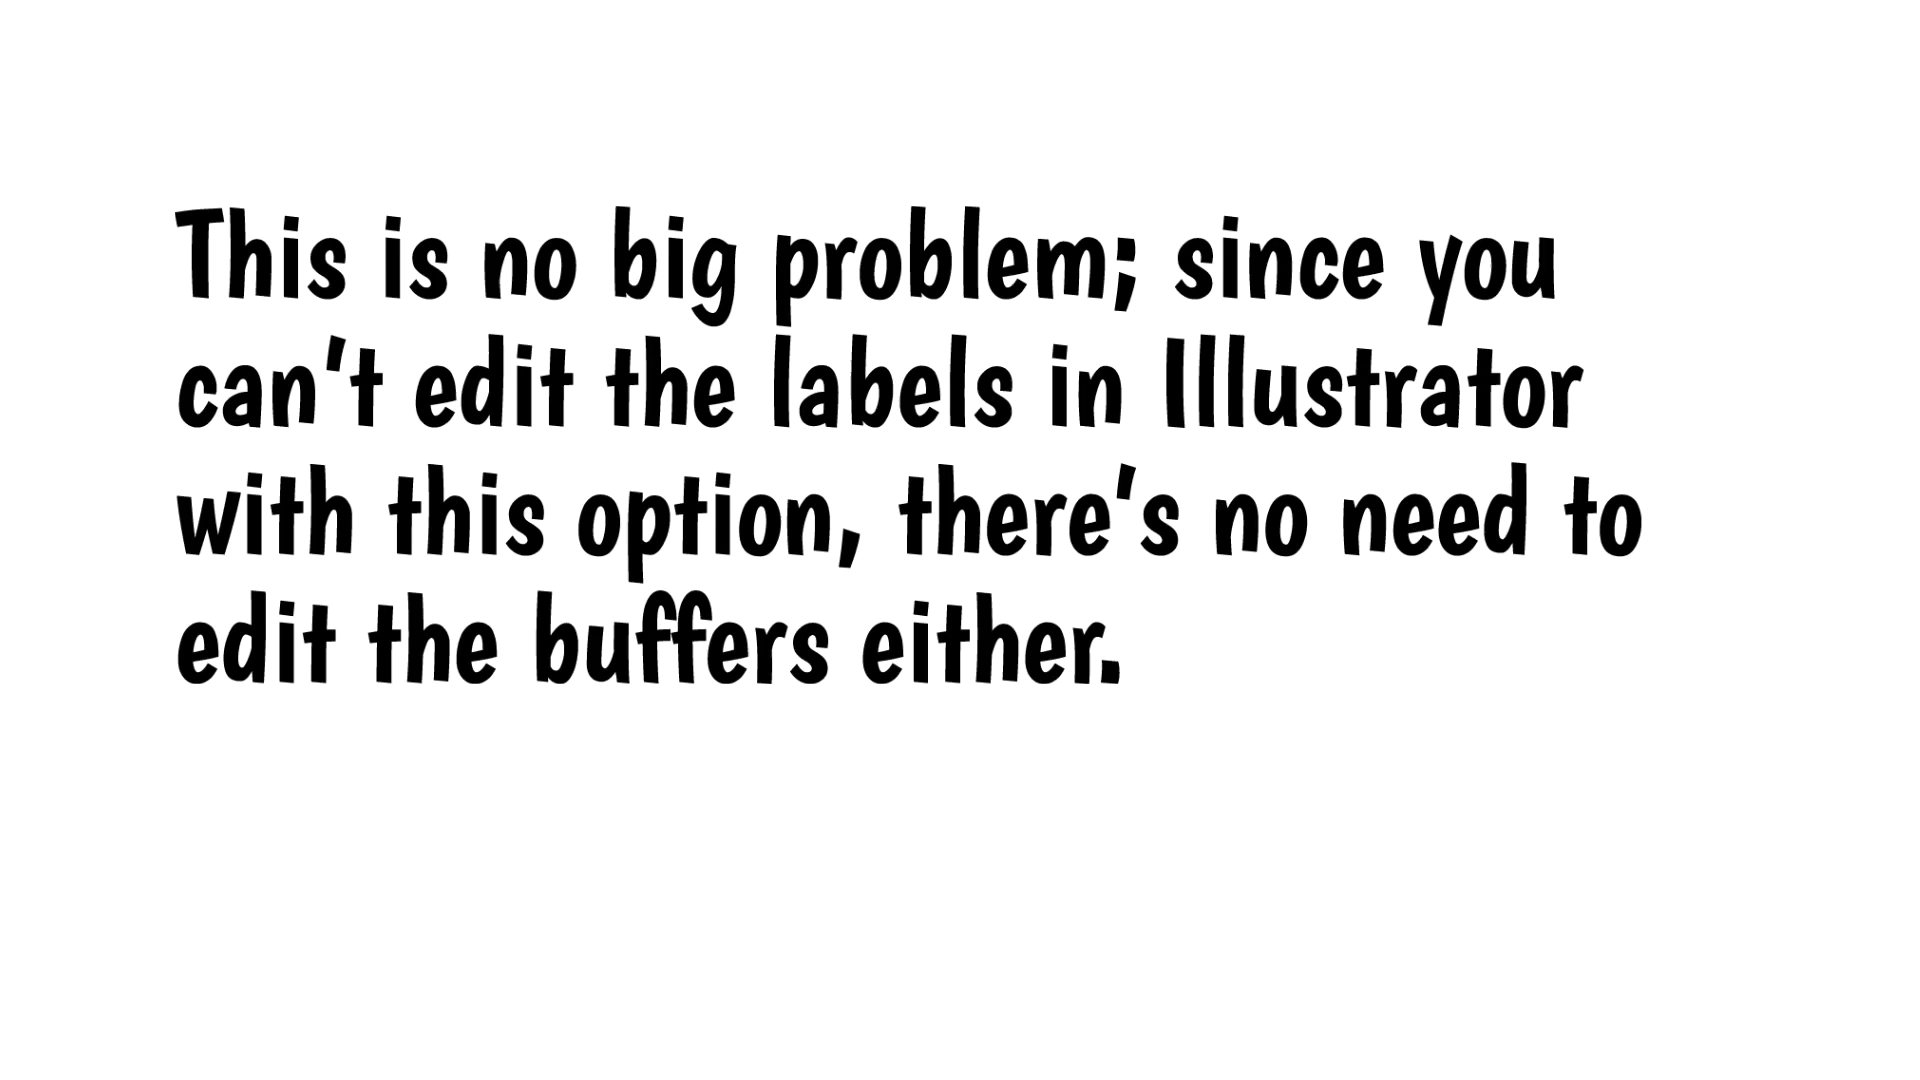 This is no big problem; since you
can't edit the labels in Illustrator
with this option, there's no need to
edit the buffers either.